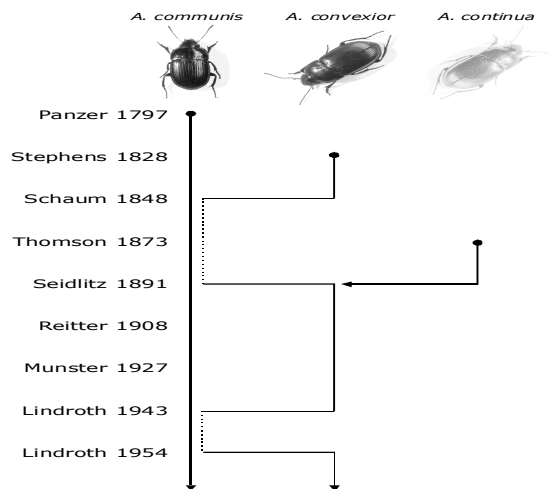 A. communis A. convexior A. continua
Panzer 1797
Stephens 1828
Schaum 1848
Thomson 1873
Seidlitz 1891
Reitter 1908
Munster 1927
Lindroth 1943
Lindroth 1954